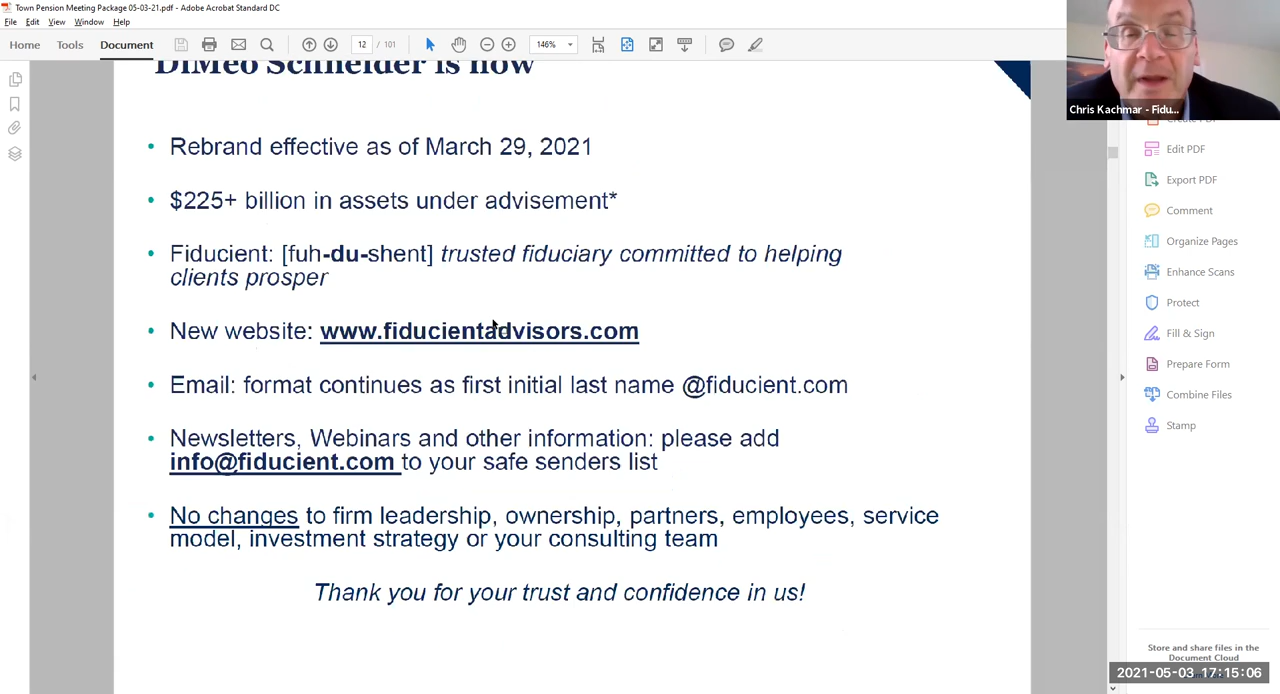 Town Pension Meeting Package 05-03-21.pdf - Adobe Acrobat Standard DC
File Edit View Window Help
Home Tools Document 12 / 101 146%
DiMeo Schneider is now
• Rebrand effective as of March 29, 2021
• $225+ billion in assets under advisement*
• Fiducient: [fuh-du-shent] trusted fiduciary committed to helping
clients prosper
• New website: www.fiducientadvisors.com
• Email: format continues as first initial last name @fiducient.com
• Newsletters, Webinars and other information: please add
info@fiducient.com to your safe senders list
• No changes to firm leadership, ownership, partners, employees, service
model, investment strategy or your consulting team
Thank you for your trust and confidence in us!
Chris Kachmar - Fidu...
Create PDF
Edit PDF
Export PDF
Comment
Organize Pages
Enhance Scans
Protect
Fill & Sign
Prepare Form
Combine Files
Stamp
Store and share files in the
Document Cloud
2021-05-03 17:15:06